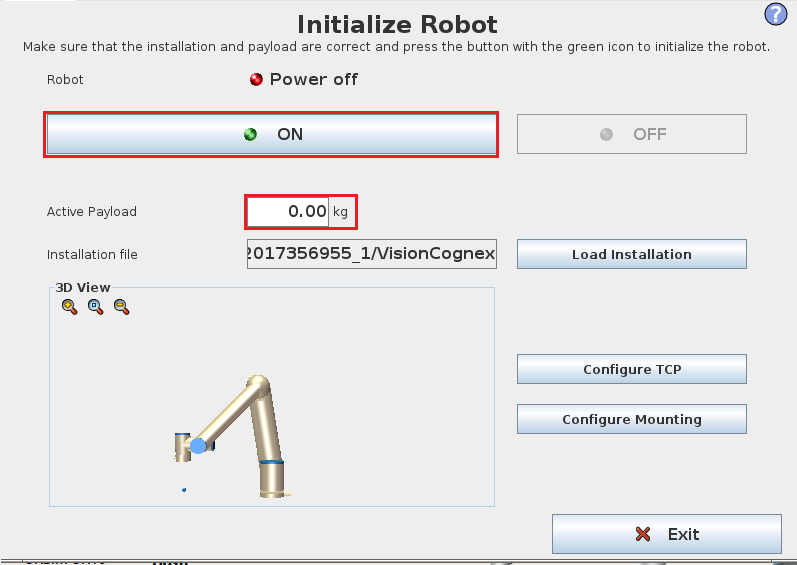 Initialize Robot
?
Make sure that the installation and payload are correct and press the button with the green icon to initialize the robot.
Robot Power off
ON OFF
Active Payload 0.00 kg
Installation file 2017356955_1/VisionCognex Load Installation
3D View
Configure TCP
Configure Mounting
Exit